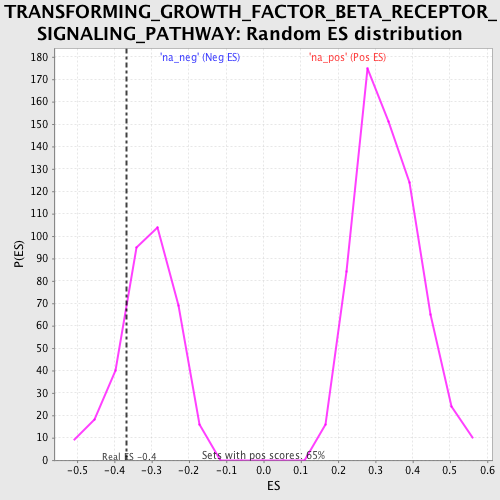 TRANSFORMING_GROWTH_FACTOR_BETA_RECEPTOR_
SIGNALING_PATHWAY: Random ES distribution
'na_neg' (Neg ES) 'na_pos' (Pos ES)
180
170
160
150
140
130
120
110
100
90
80
70
60
50
40
30
20
10
0
P(ES)
Real ES -0.4
Sets with pos scores: 65%
-0.5 -0.4 -0.3 -0.2 -0.1 0.0 0.1 0.2 0.3 0.4 0.5 0.6
ES